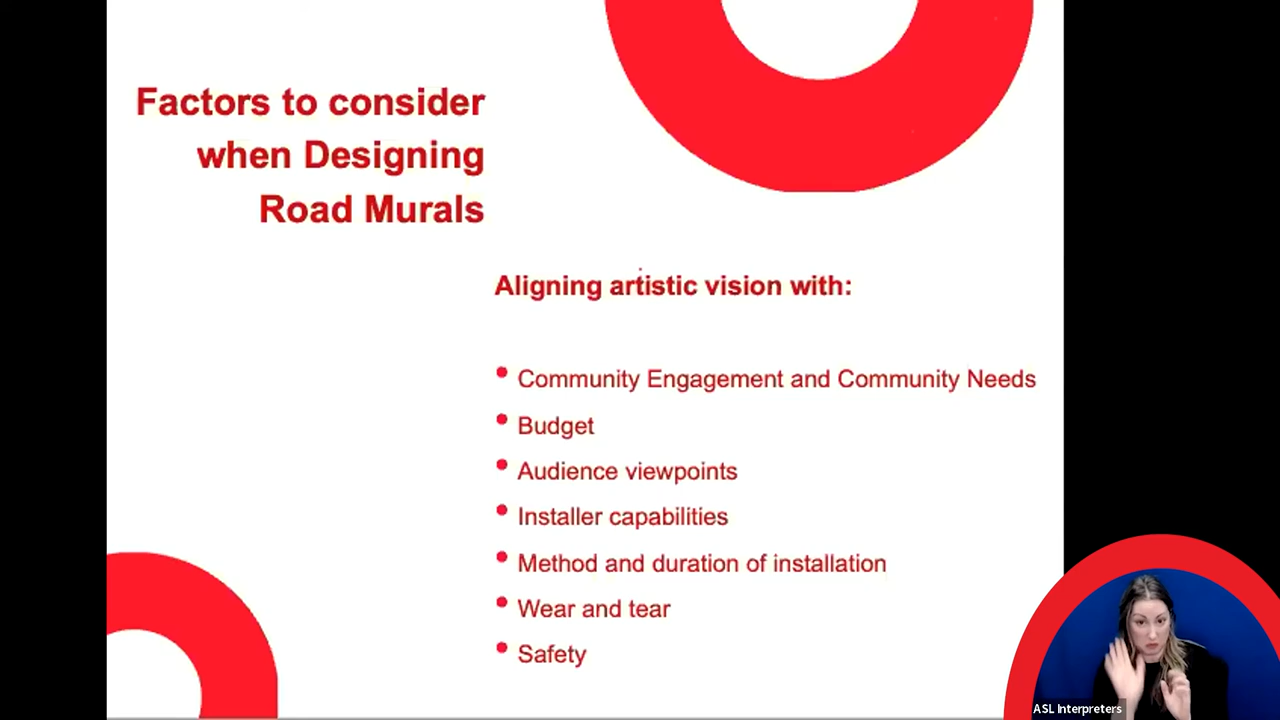 Factors to consider
when Designing
Road Murals
Aligning artistic vision with:
• Community Engagement and Community Needs
• Budget
• Audience viewpoints
• Installer capabilities
• Method and duration of installation
• Wear and tear
• Safety
ASL Interpreters